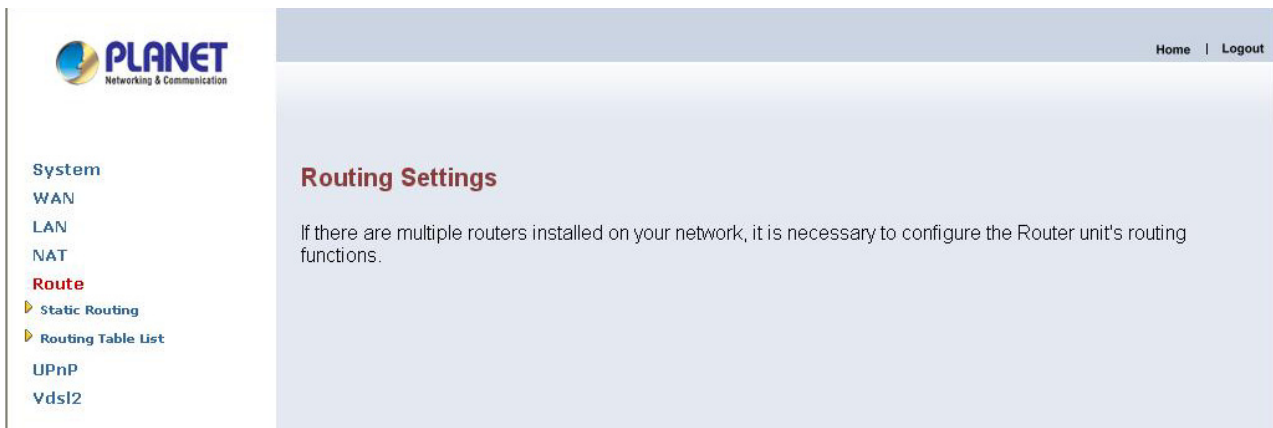 PLANET
Networking & Communication
Home | Logout
System
WAN
LAN
NAT
Route
Static Routing
Routing Table List
UPnP
Vdsl2
Routing Settings
If there are multiple routers installed on your network, it is necessary to configure the Router unit's routing
functions.